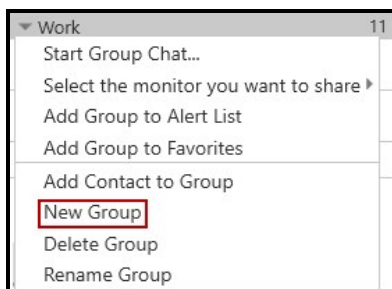 Work 11
Start Group Chat...
Select the monitor you want to share
Add Group to Alert List
Add Group to Favorites
Add Contact to Group
New Group
Delete Group
Rename Group